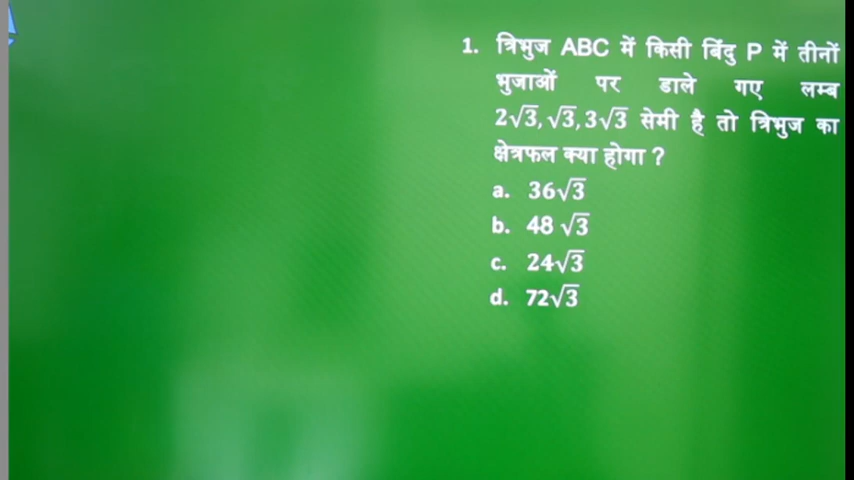 1. त्रिभुज ABC में किसी बिंदु P में तीनों
भुजाओं पर डाले गए लम्ब
2√3, √3, 3√3 सेमी है तो त्रिभुज का
क्षेत्रफल क्या होगा ?
a. 36√3
b. 48 √3
c. 24√3
d. 72√3